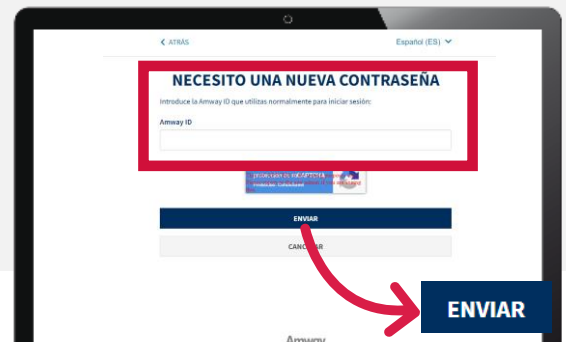 ATRÁS
Español (ES)
NECESITO UNA NUEVA CONTRASEÑA
Introduce la Amway ID que utilizas normalmente para iniciar sesión:
Amway ID
ENVIAR
ENVIAR
Amway